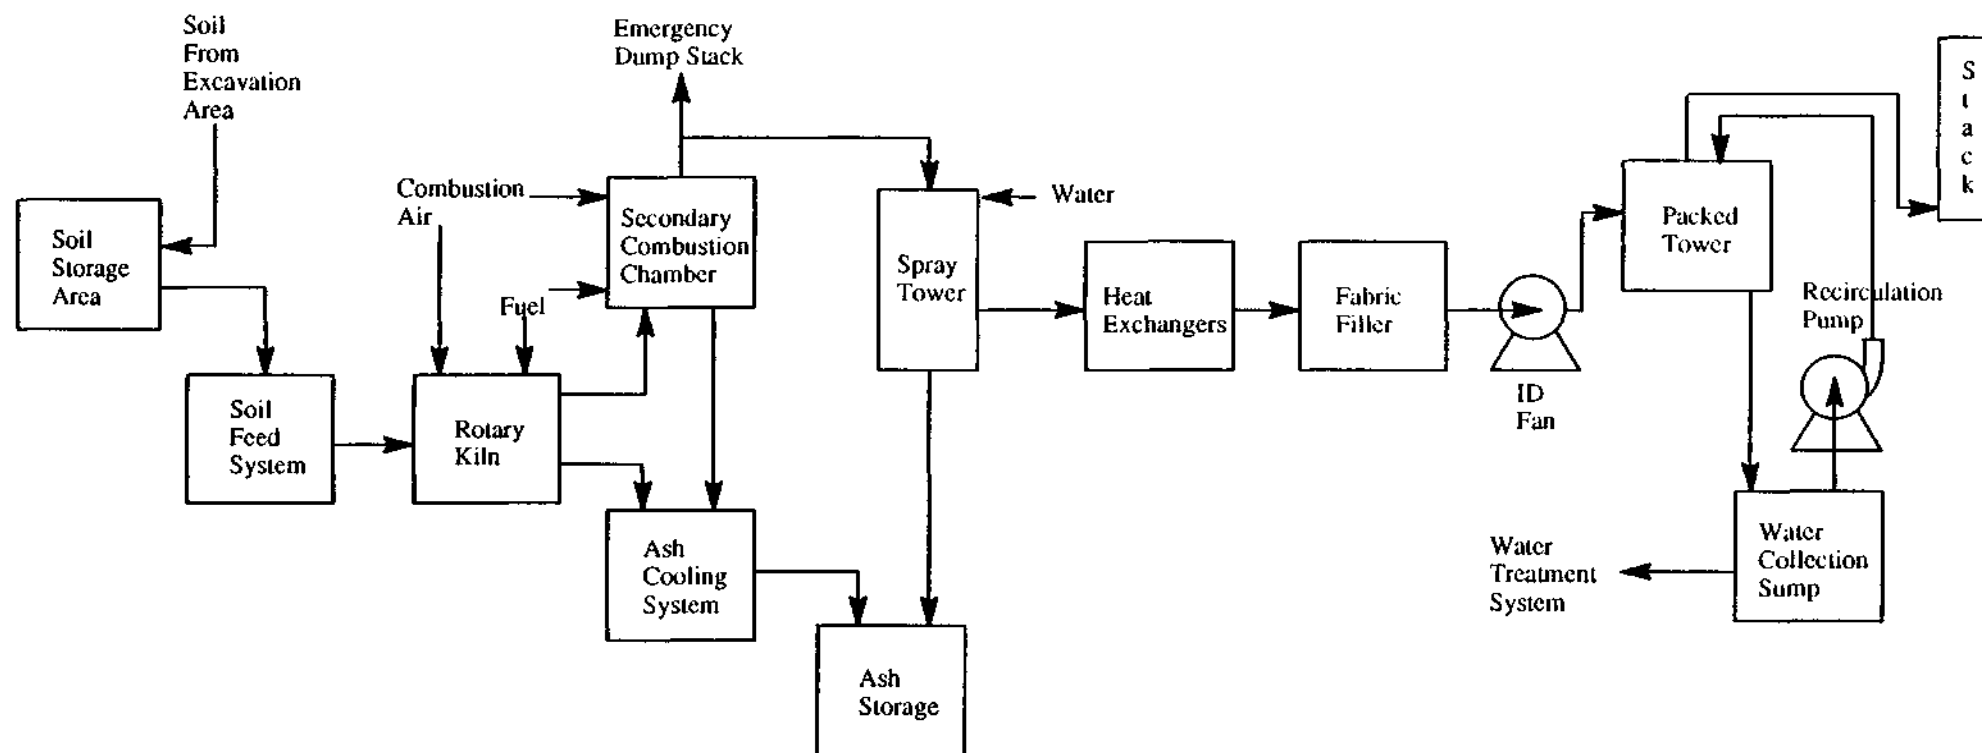 Soil
From
Excavation
Area
Emergency
Dump Stack
S
t
a
c
k
Combustion
Air
Secondary
Combustion
Chamber
Water
Packed
Tower
Soil
Storage
Area
Spray
Tower
Heat
Exchangers
Fabric
Filler
Recirculation
Pump
Fuel
ID
Fan
Soil
Feed
System
Rotary
Kiln
Ash
Cooling
System
Water
Treatment
System
Water
Collection
Sump
Ash
Storage